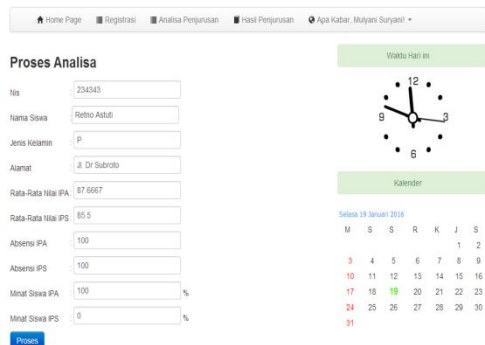 Home Page Registrasi Analisa Penjurusan Hasil Penjurusan Apa Kabar, Mulyani Suryani!
Proses Analisa
Nis : 234343
Nama Siswa : Retno Astuti
Jenis Kelamin : P
Alamat : Jl. Dr Subroto
Rata-Rata Nilai IPA : 87.6667
Rata-Rata Nilai IPS : 85.5
Absensi IPA : 100
Absensi IPS : 100
Minat Siswa IPA : 100 %
Minat Siswa IPS : 0 %
Proses
Waktu Hari ini
12
9 3
6
Kalender
Selasa 19 Januari 2016
M S S R K J S
1 2
3 4 5 6 7 8 9
10 11 12 13 14 15 16
17 18 19 20 21 22 23
24 25 26 27 28 29 30
31